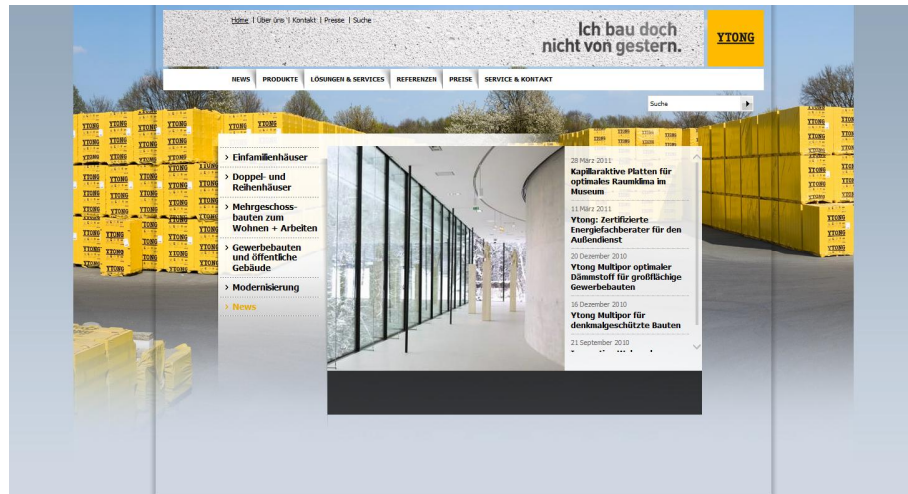 Home | Über uns | Kontakt | Presse | Suche
Ich bau doch
nicht von gestern.
YTONG
NEWS PRODUKTE LÖSUNGEN & SERVICES REFERENZEN PREISE SERVICE & KONTAKT
Suche
› Einfamilienhäuser
› Doppel- und
Reihenhäuser
› Mehrgeschoss-
bauten zum
Wohnen + Arbeiten
› Gewerbebauten
und öffentliche
Gebäude
› Modernisierung
› News
28 März 2011
Kapillaraktive Platten für
optimales Raumklima im
Museum
11 März 2011
Ytong: Zertifizierte
Energiefachberater für den
Außendienst
20 Dezember 2010
Ytong Multipor optimaler
Dämmstoff für großflächige
Gewerbebauten
16 Dezember 2010
Ytong Multipor für
denkmalgeschützte Bauten
21 September 2010